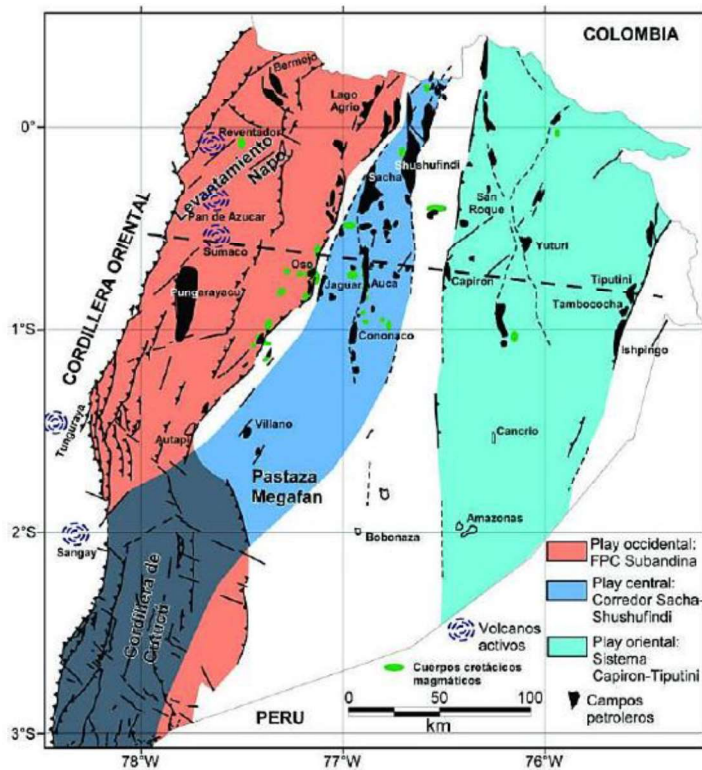 COLOMBIA
Bermejo
Lago
Agrio
0°
Reventador
Levantamiento
Napo
Shushufindi
Sacha
Pan de Azucar
San
Roque
Sumaco
Yuturi
CORDILLERA ORIENTAL
Oso
Pungarayacu
Jaguar
Auca
Capiron
Tiputini
Tambococha
1°S
Cononaco
Ishpingo
Tunguraya
Autapi
Villano
Cancrio
Pastaza
Megafan
2°S
Sangay
Bobonaza
Amazonas
Cordillera de
Cutucú
Play occidental:
FPC Subandina
Play central:
Corredor Sacha-
Shushufindi
Play oriental:
Sistema
Capiron-Tiputini
Campos
petroleros
Volcanos
activos
Cuerpos cretácicos
magmáticos
0 50 100
km
PERU
3°S
78°W
77°W
76°W